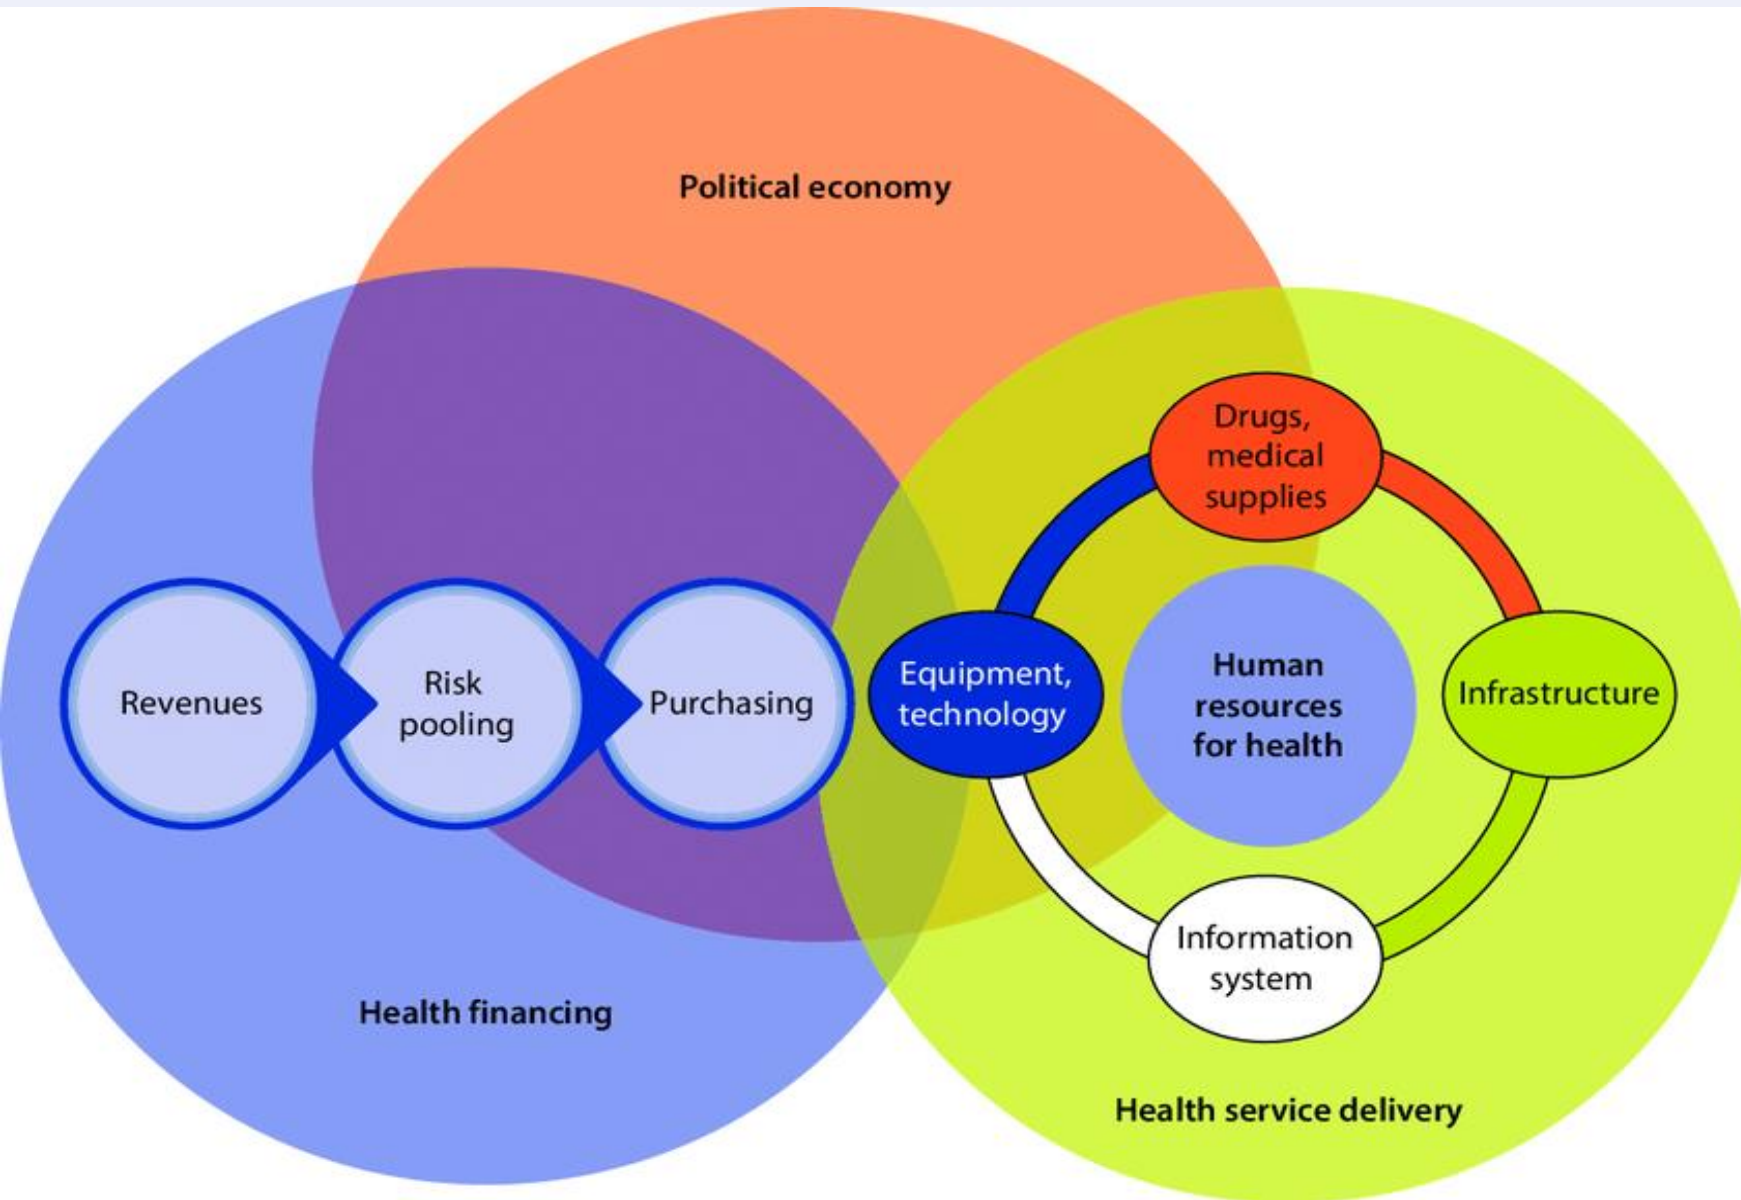 Political economy
Drugs,
medical
supplies
Revenues
Risk
pooling
Purchasing
Equipment,
technology
Human
resources
for health
Infrastructure
Information
system
Health financing
Health service delivery